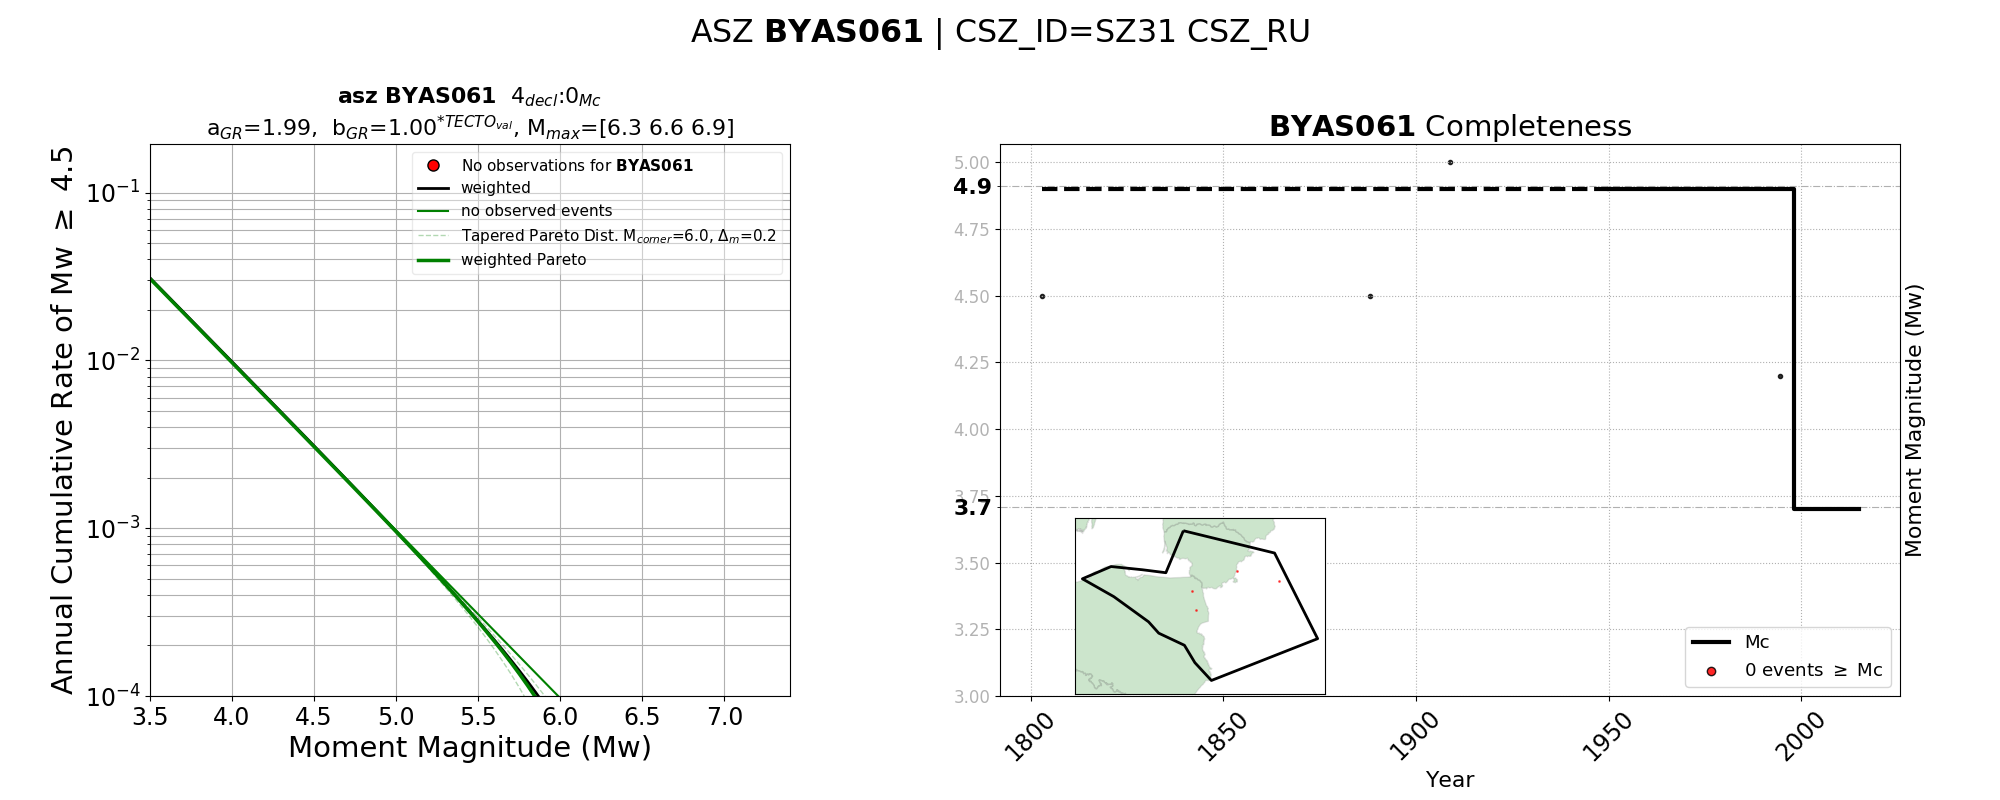 ASZ BYAS061 | CSZ_ID=SZ31 CSZ_RU
asz BYAS061 4decl:0Mc
aGR=1.99, bGR=1.00*TECTOval, Mmax=[6.3 6.6 6.9]
Annual Cumulative Rate of Mw ≥ 4.5
10−1
10−2
10−3
10−4
No observations for BYAS061
weighted
no observed events
Tapered Pareto Dist. Mcorner=6.0, Δm=0.2
weighted Pareto
3.5 4.0 4.5 5.0 5.5 6.0 6.5 7.0
Moment Magnitude (Mw)
BYAS061 Completeness
5.00
4.9
4.75
4.50
4.25
4.00
3.75
3.7
3.50
3.25
3.00
Moment Magnitude (Mw)
Mc
0 events ≥ Mc
1800 1850 1900 1950 2000
Year